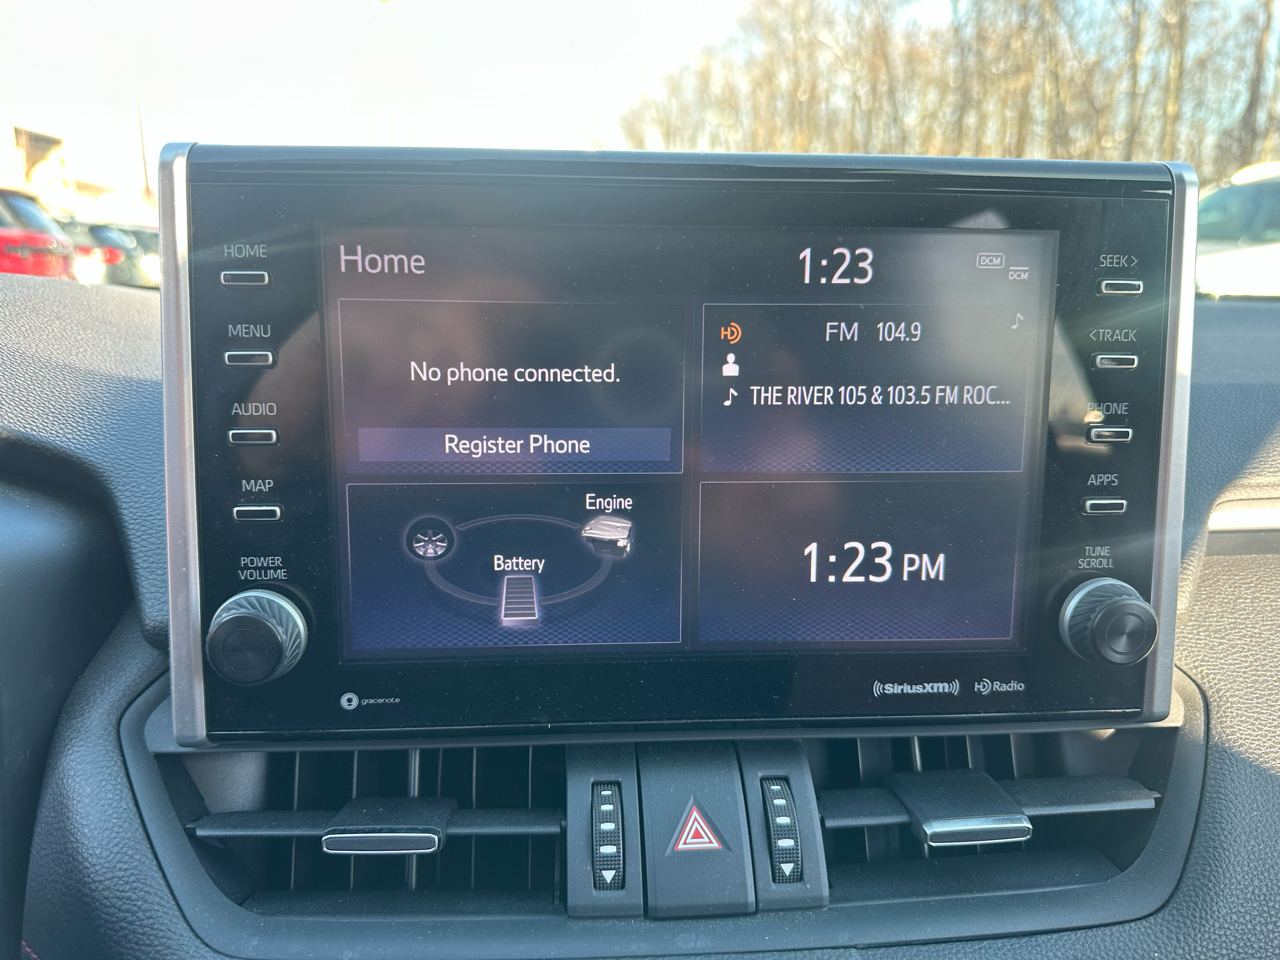 HOME
MENU
AUDIO
MAP
POWER
VOLUME
Home
1:23
DCM
DCM
No phone connected.
Register Phone
HD
FM 104.9
THE RIVER 105 & 103.5 FM ROC...
Engine
Battery
1:23 PM
SEEK >
< TRACK
PHONE
APPS
TUNE
SCROLL
gracenote
((SiriusXM))
HD Radio